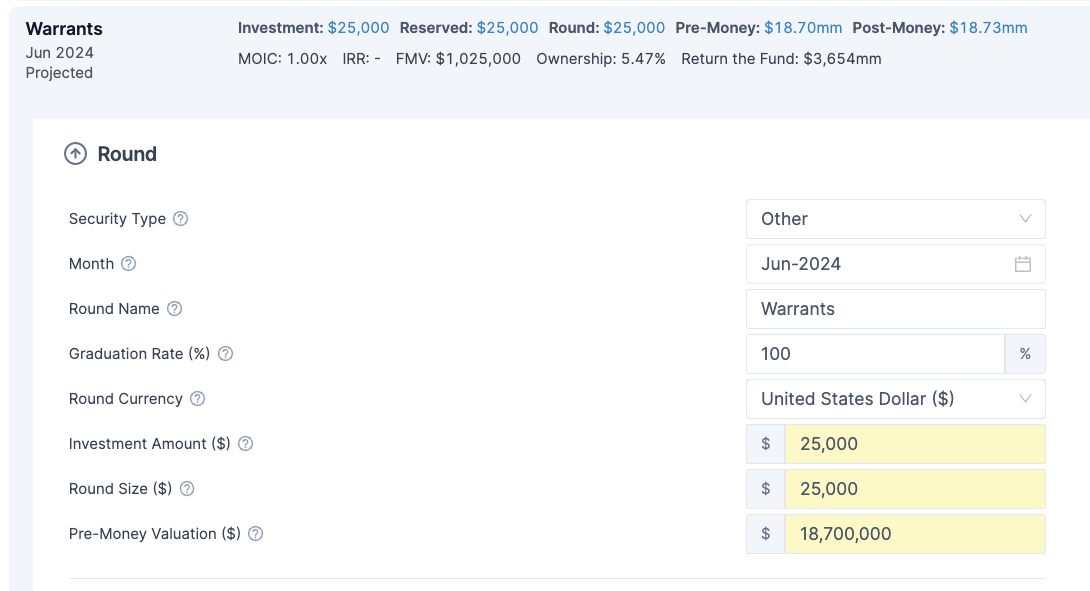 Warrants
Jun 2024
Projected
Investment: $25,000 Reserved: $25,000 Round: $25,000 Pre-Money: $18.70mm Post-Money: $18.73mm
MOIC: 1.00x IRR: - FMV: $1,025,000 Ownership: 5.47% Return the Fund: $3,654mm
Round
Security Type ? Other
Month ? Jun-2024
Round Name ? Warrants
Graduation Rate (%) ? 100 %
Round Currency ? United States Dollar ($)
Investment Amount ($) ? $ 25,000
Round Size ($) ? $ 25,000
Pre-Money Valuation ($) ? $ 18,700,000